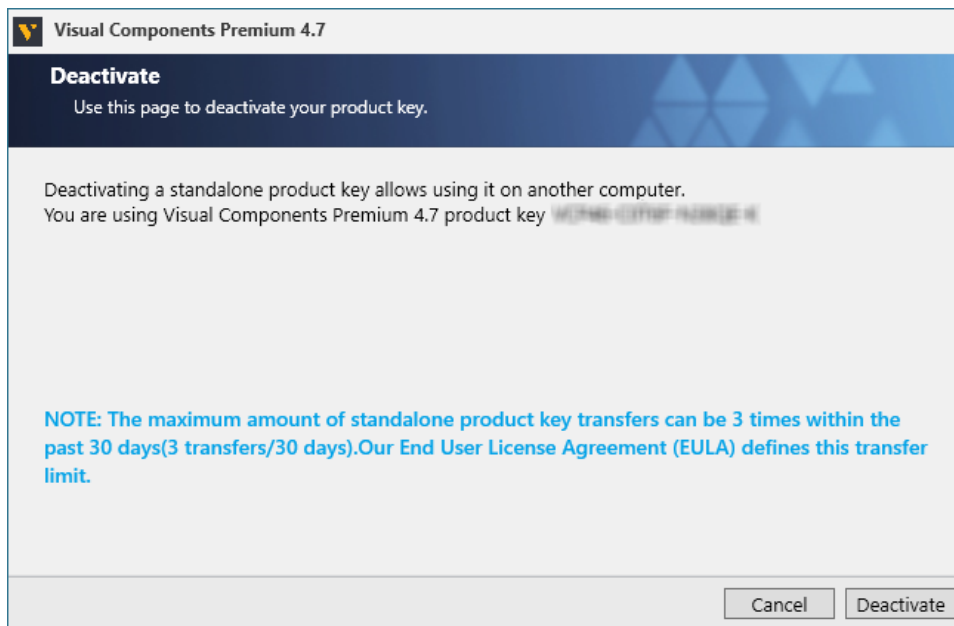 Visual Components Premium 4.7
Deactivate
Use this page to deactivate your product key.
Deactivating a standalone product key allows using it on another computer.
You are using Visual Components Premium 4.7 product key
NOTE: The maximum amount of standalone product key transfers can be 3 times within the
past 30 days(3 transfers/30 days).Our End User License Agreement (EULA) defines this transfer
limit.
Cancel
Deactivate